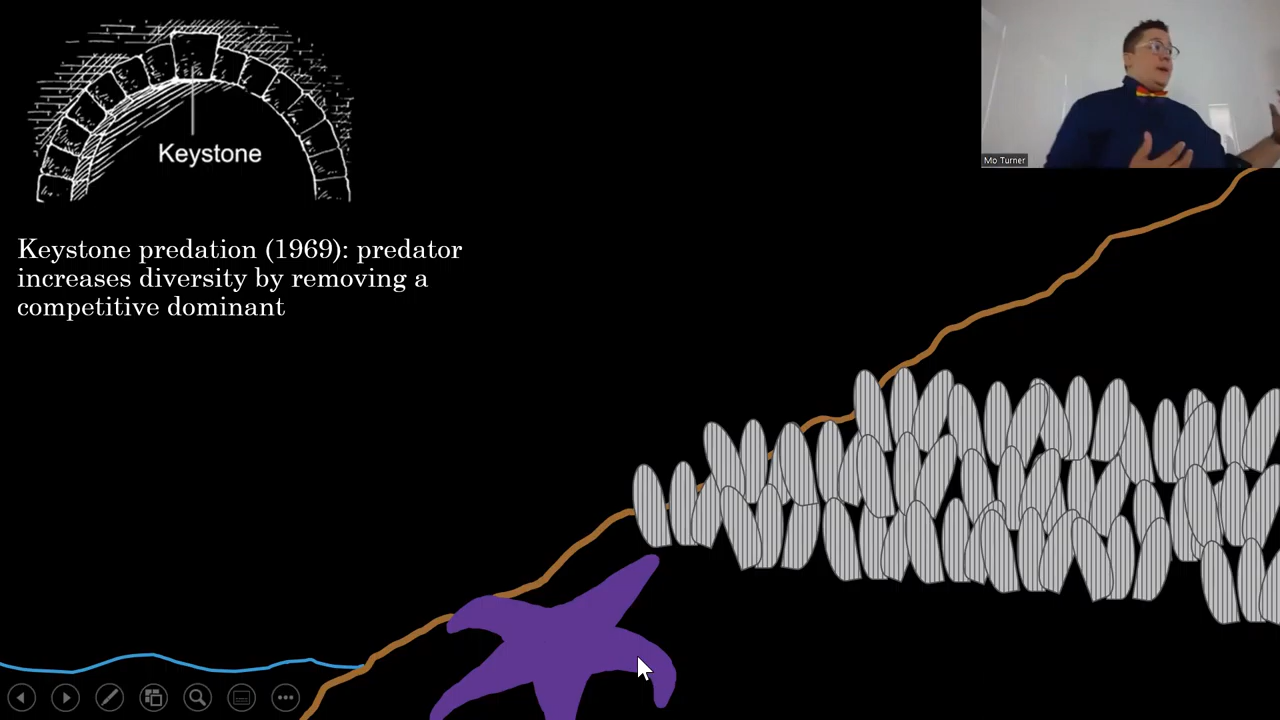 Keystone
Mo Turner
Keystone predation (1969): predator
increases diversity by removing a
competitive dominant